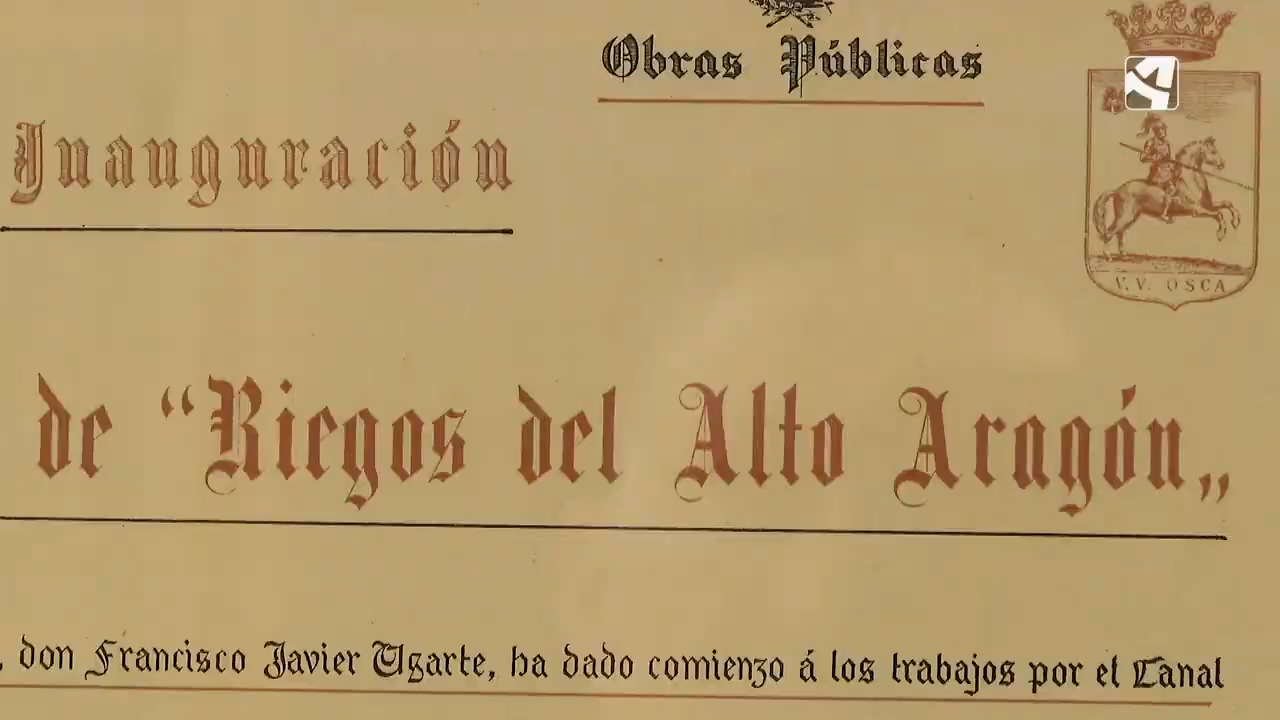 Obras Públicas
Inauguración
V.V. OSCA
de “Riegos del Alto Aragón„
, don Francisco Javier Ugarte, ha dado comienzo á los trabajos por el Canal